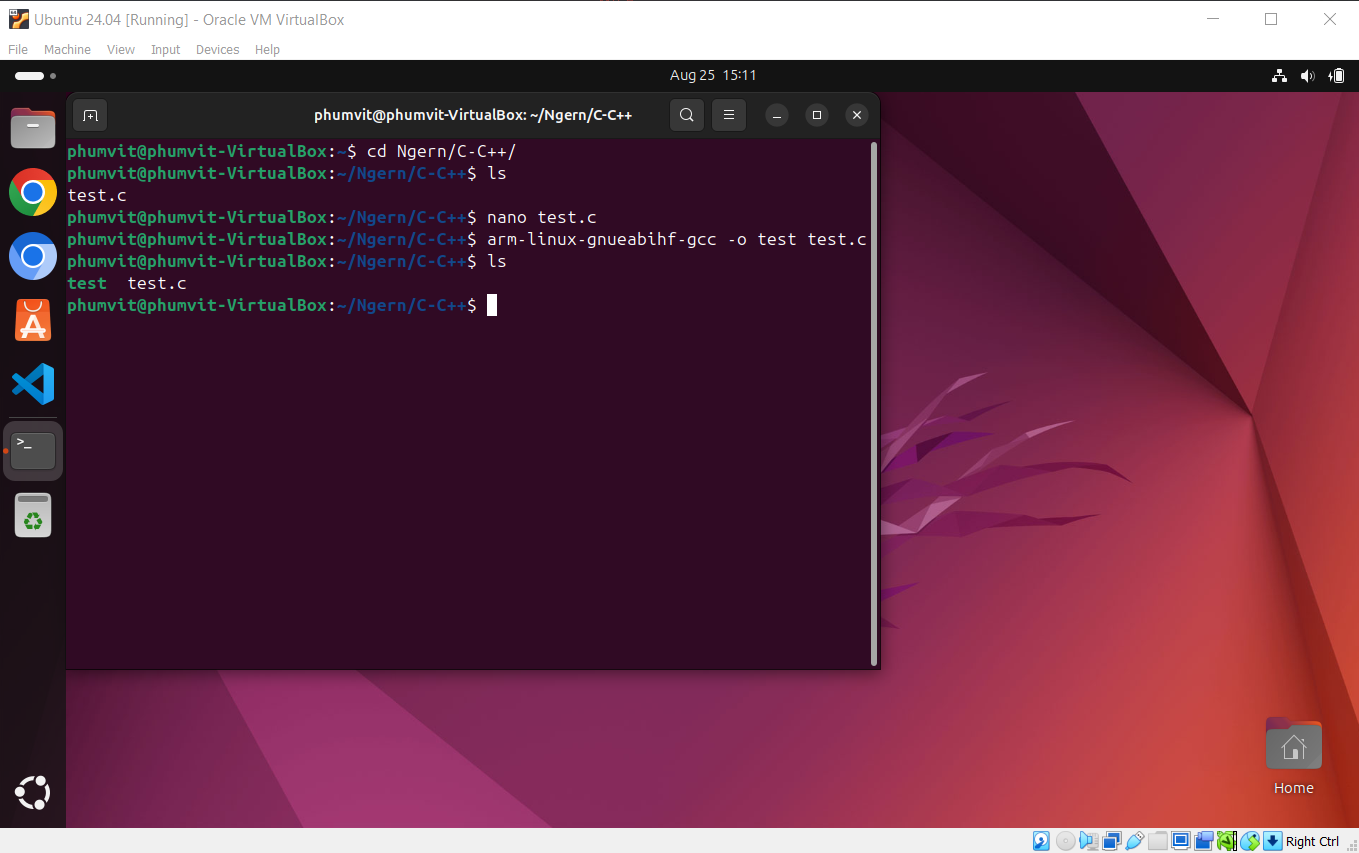 Ubuntu 24.04 [Running] - Oracle VM VirtualBox
File Machine View Input Devices Help
Aug 25 15:11
phumvit@phumvit-VirtualBox: ~/Ngern/C-C++
phumvit@phumvit-VirtualBox:~$ cd Ngern/C-C++/
phumvit@phumvit-VirtualBox:~/Ngern/C-C++$ ls
test.c
phumvit@phumvit-VirtualBox:~/Ngern/C-C++$ nano test.c
phumvit@phumvit-VirtualBox:~/Ngern/C-C++$ arm-linux-gnueabihf-gcc -o test test.c
phumvit@phumvit-VirtualBox:~/Ngern/C-C++$ ls
test  test.c
phumvit@phumvit-VirtualBox:~/Ngern/C-C++$
Home
Right Ctrl